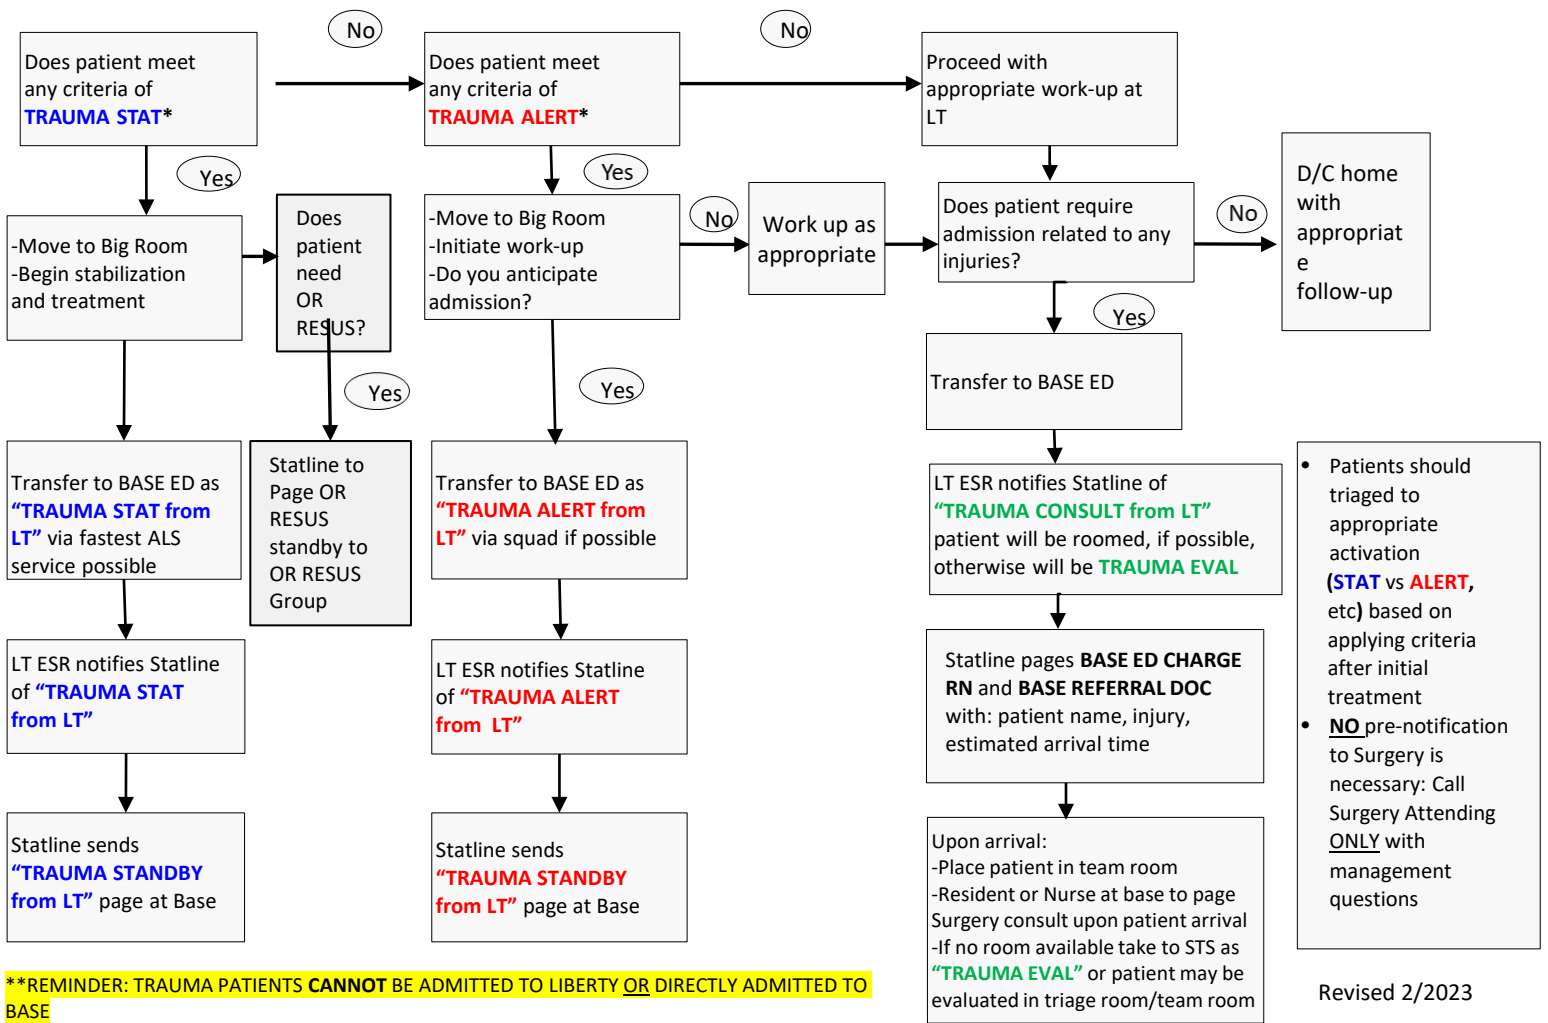 No
No
Does patient meet
any criteria of
TRAUMA STAT*
Does patient meet
any criteria of
TRAUMA ALERT*
Proceed with
appropriate work-up at
LT
Yes
Yes
-Move to Big Room
-Begin stabilization
and treatment
Does
patient
need
OR
RESUS?
-Move to Big Room
-Initiate work-up
-Do you anticipate
admission?
No
Work up as
appropriate
Does patient require
admission related to any
injuries?
No
D/C home
with
appropriat
e
follow-up
Yes
Yes
Yes
Transfer to BASE ED
Transfer to BASE ED as
“TRAUMA STAT from
LT” via fastest ALS
service possible
Statline to
Page OR
RESUS
standby to
OR RESUS
Group
Transfer to BASE ED as
“TRAUMA ALERT from
LT” via squad if possible
LT ESR notifies Statline of
“TRAUMA CONSULT from LT”
patient will be roomed, if possible,
otherwise will be TRAUMA EVAL
LT ESR notifies Statline
of “TRAUMA STAT
from LT”
LT ESR notifies Statline
of “TRAUMA ALERT
from LT”
Statline pages BASE ED CHARGE
RN and BASE REFERRAL DOC
with: patient name, injury,
estimated arrival time
Statline sends
“TRAUMA STANDBY
from LT” page at Base
Statline sends
“TRAUMA STANDBY
from LT” page at Base
Upon arrival:
-Place patient in team room
-Resident or Nurse at base to page
Surgery consult upon patient arrival
-If no room available take to STS as
“TRAUMA EVAL” or patient may be
evaluated in triage room/team room
• Patients should
triaged to
appropriate
activation
(STAT vs ALERT,
etc) based on
applying criteria
after initial
treatment
• NO pre-notification
to Surgery is
necessary: Call
Surgery Attending
ONLY with
management
questions
**REMINDER: TRAUMA PATIENTS CANNOT BE ADMITTED TO LIBERTY OR DIRECTLY ADMITTED TO
BASE
Revised 2/2023